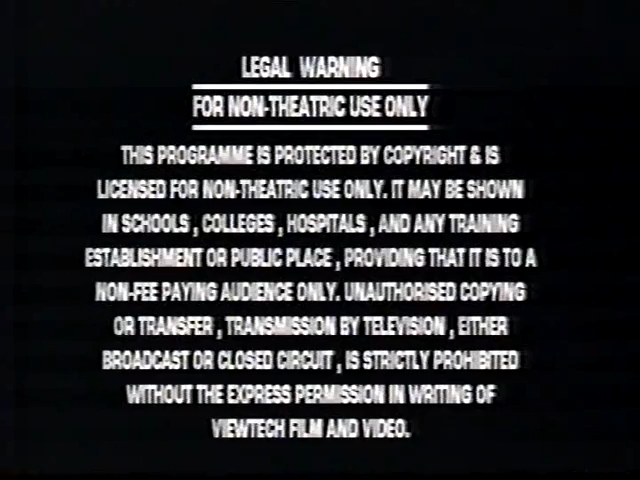 LEGAL WARNING
FOR NON-THEATRIC USE ONLY
THIS PROGRAMME IS PROTECTED BY COPYRIGHT & IS
LICENSED FOR NON-THEATRIC USE ONLY. IT MAY BE SHOWN
IN SCHOOLS , COLLEGES , HOSPITALS , AND ANY TRAINING
ESTABLISHMENT OR PUBLIC PLACE , PROVIDING THAT IT IS TO A
NON-FEE PAYING AUDIENCE ONLY. UNAUTHORISED COPYING
OR TRANSFER , TRANSMISSION BY TELEVISION , EITHER
BROADCAST OR CLOSED CIRCUIT , IS STRICTLY PROHIBITED
WITHOUT THE EXPRESS PERMISSION IN WRITING OF
VIEWTECH FILM AND VIDEO.